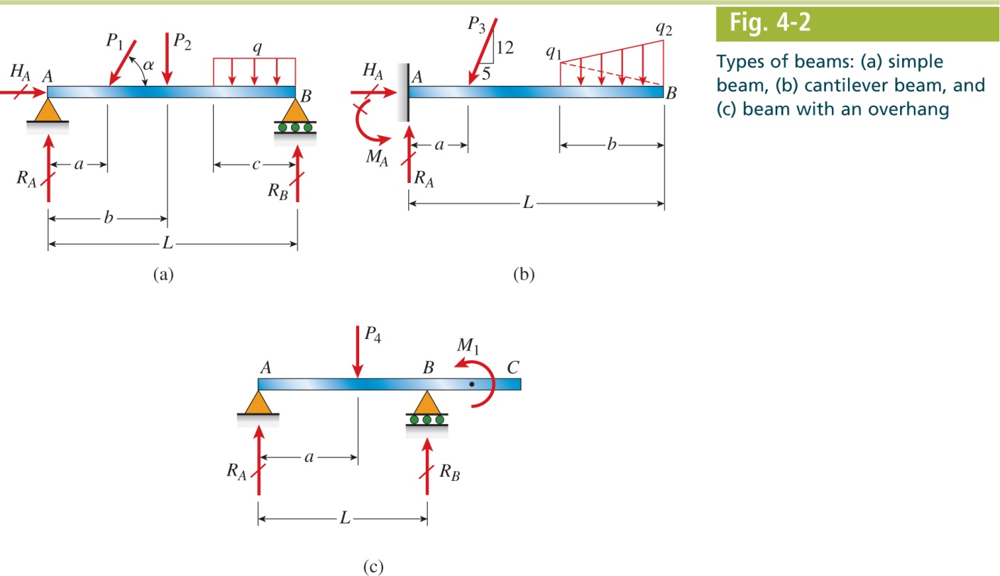 Fig. 4-2
Types of beams: (a) simple
beam, (b) cantilever beam, and
(c) beam with an overhang
P1
P2
q
α
HA
A
B
RA
a
c
RB
b
L
(a)
P3
12
5
q1
q2
HA
A
B
MA
a
b
RA
L
(b)
P4
M1
A
B
C
a
RA
RB
L
(c)